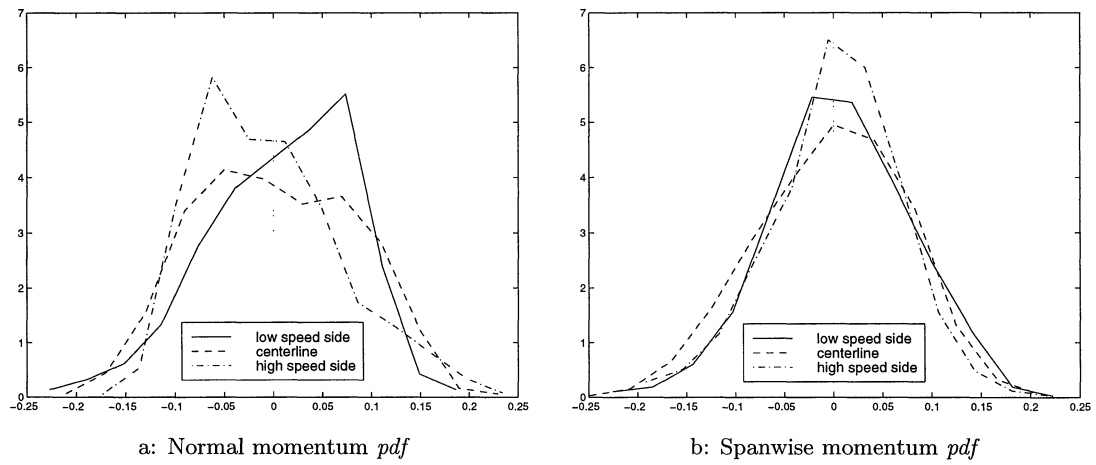 7
6
5
4
3
2
1
0
−0.25 −0.2 −0.15 −0.1 −0.05 0 0.05 0.1 0.15 0.2 0.25
low speed side
centerline
high speed side
a: Normal momentum pdf
7
6
5
4
3
2
1
0
−0.25 −0.2 −0.15 −0.1 −0.05 0 0.05 0.1 0.15 0.2 0.25
low speed side
centerline
high speed side
b: Spanwise momentum pdf